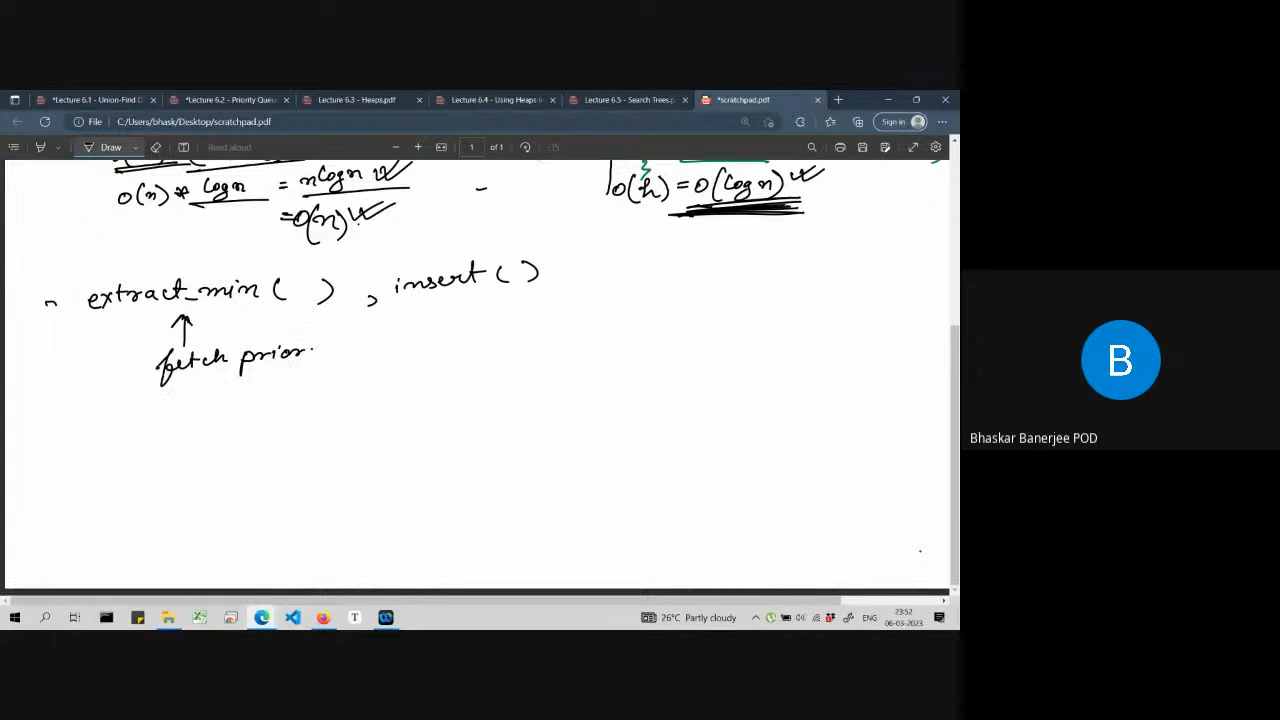 *Lecture 6.1 - Union-Find D
*Lecture 6.2 - Priority Queu
Lecture 6.3 - Heaps.pdf
Lecture 6.4 - Using Heaps i
Lecture 6.5 - Search Trees.p
*scratchpad.pdf
File C:/Users/bhask/Desktop/scratchpad.pdf
Sign in
Draw
Read aloud
1 of 1
O(n) * logn = nlogn
= O(n)
O(h) = O(logn)
extract_min( ) , insert( )
fetch prior.
B
Bhaskar Banerjee POD
26°C Partly cloudy
ENG
23:52
06-03-2023